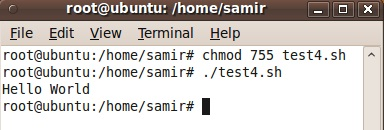 root@ubuntu: /home/samir
File Edit View Terminal Help
root@ubuntu:/home/samir# chmod 755 test4.sh
root@ubuntu:/home/samir# ./test4.sh
Hello World
root@ubuntu:/home/samir#